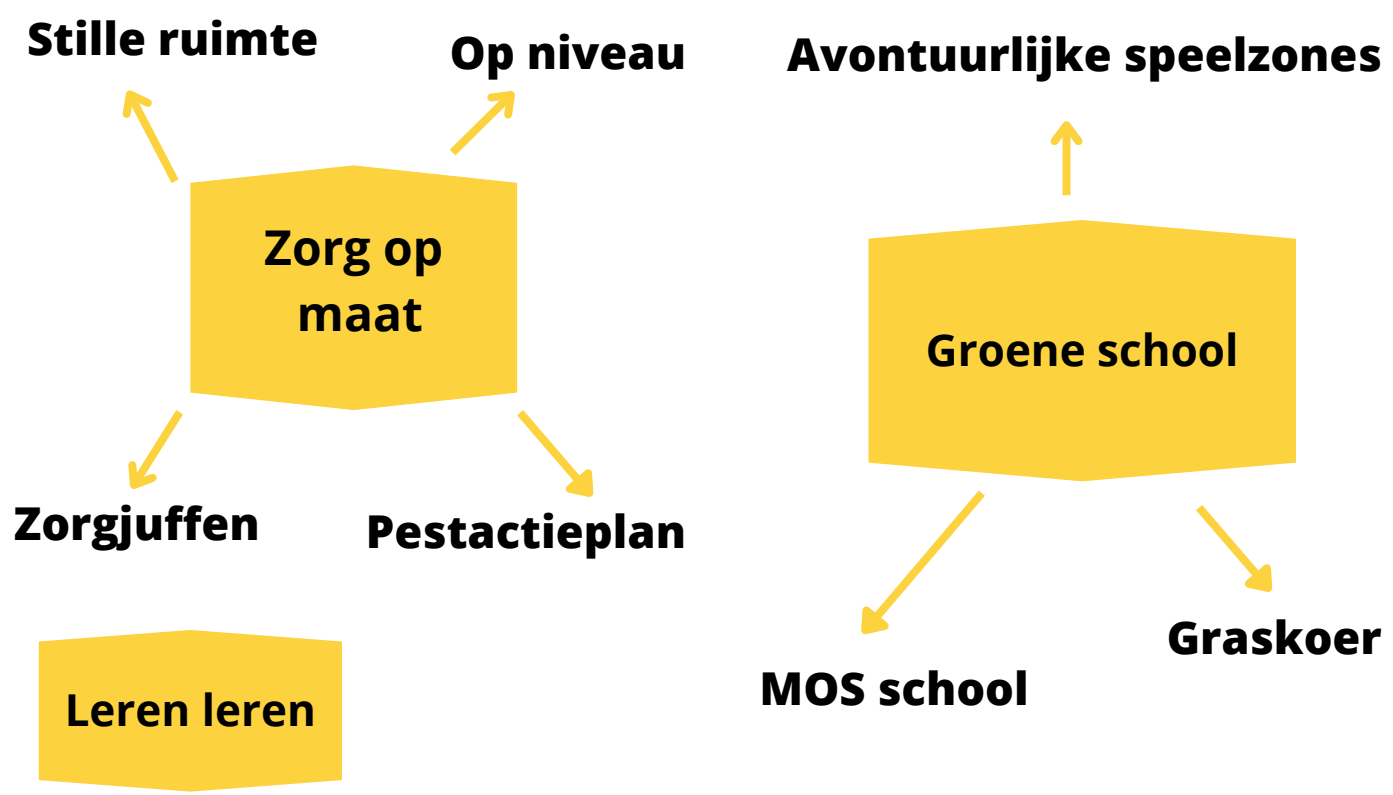 Stille ruimte
Op niveau
Zorg op
maat
Zorgjuffen
Pestactieplan
Leren leren
Avontuurlijke speelzones
Groene school
MOS school
Graskoer